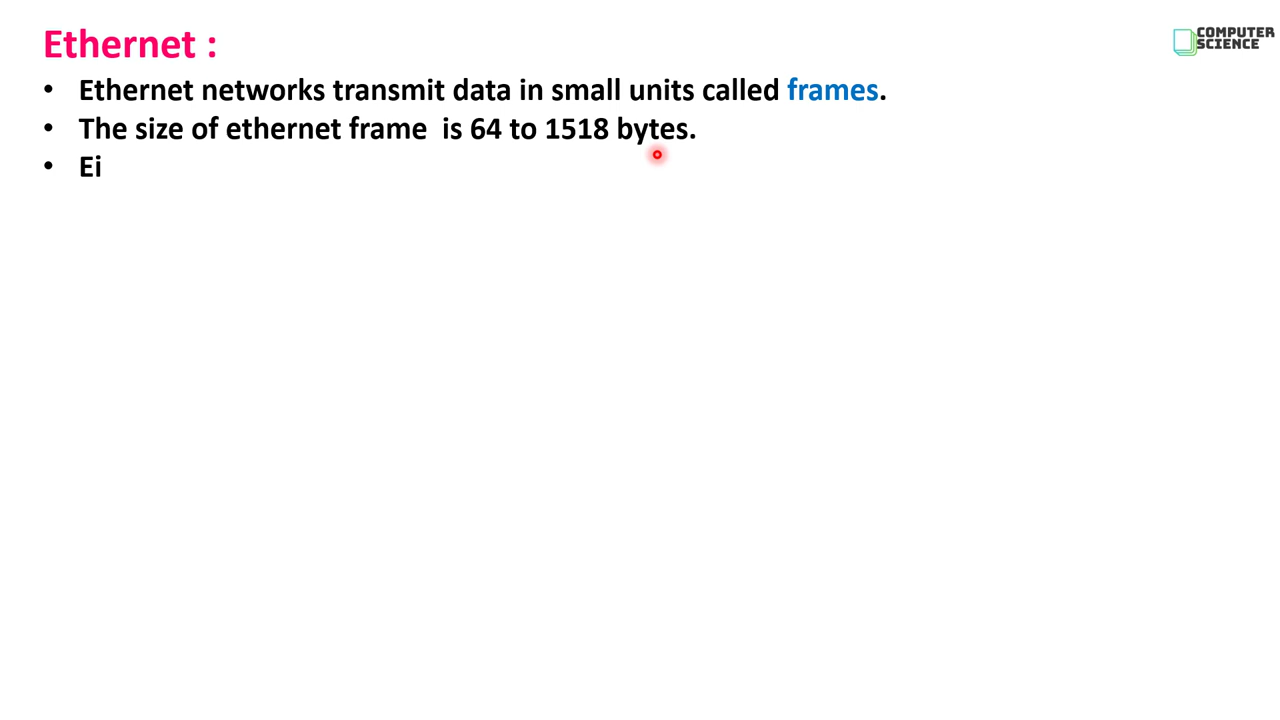 Ethernet :
COMPUTER
SCIENCE
• Ethernet networks transmit data in small units called frames.
• The size of ethernet frame  is 64 to 1518 bytes.
• Ei